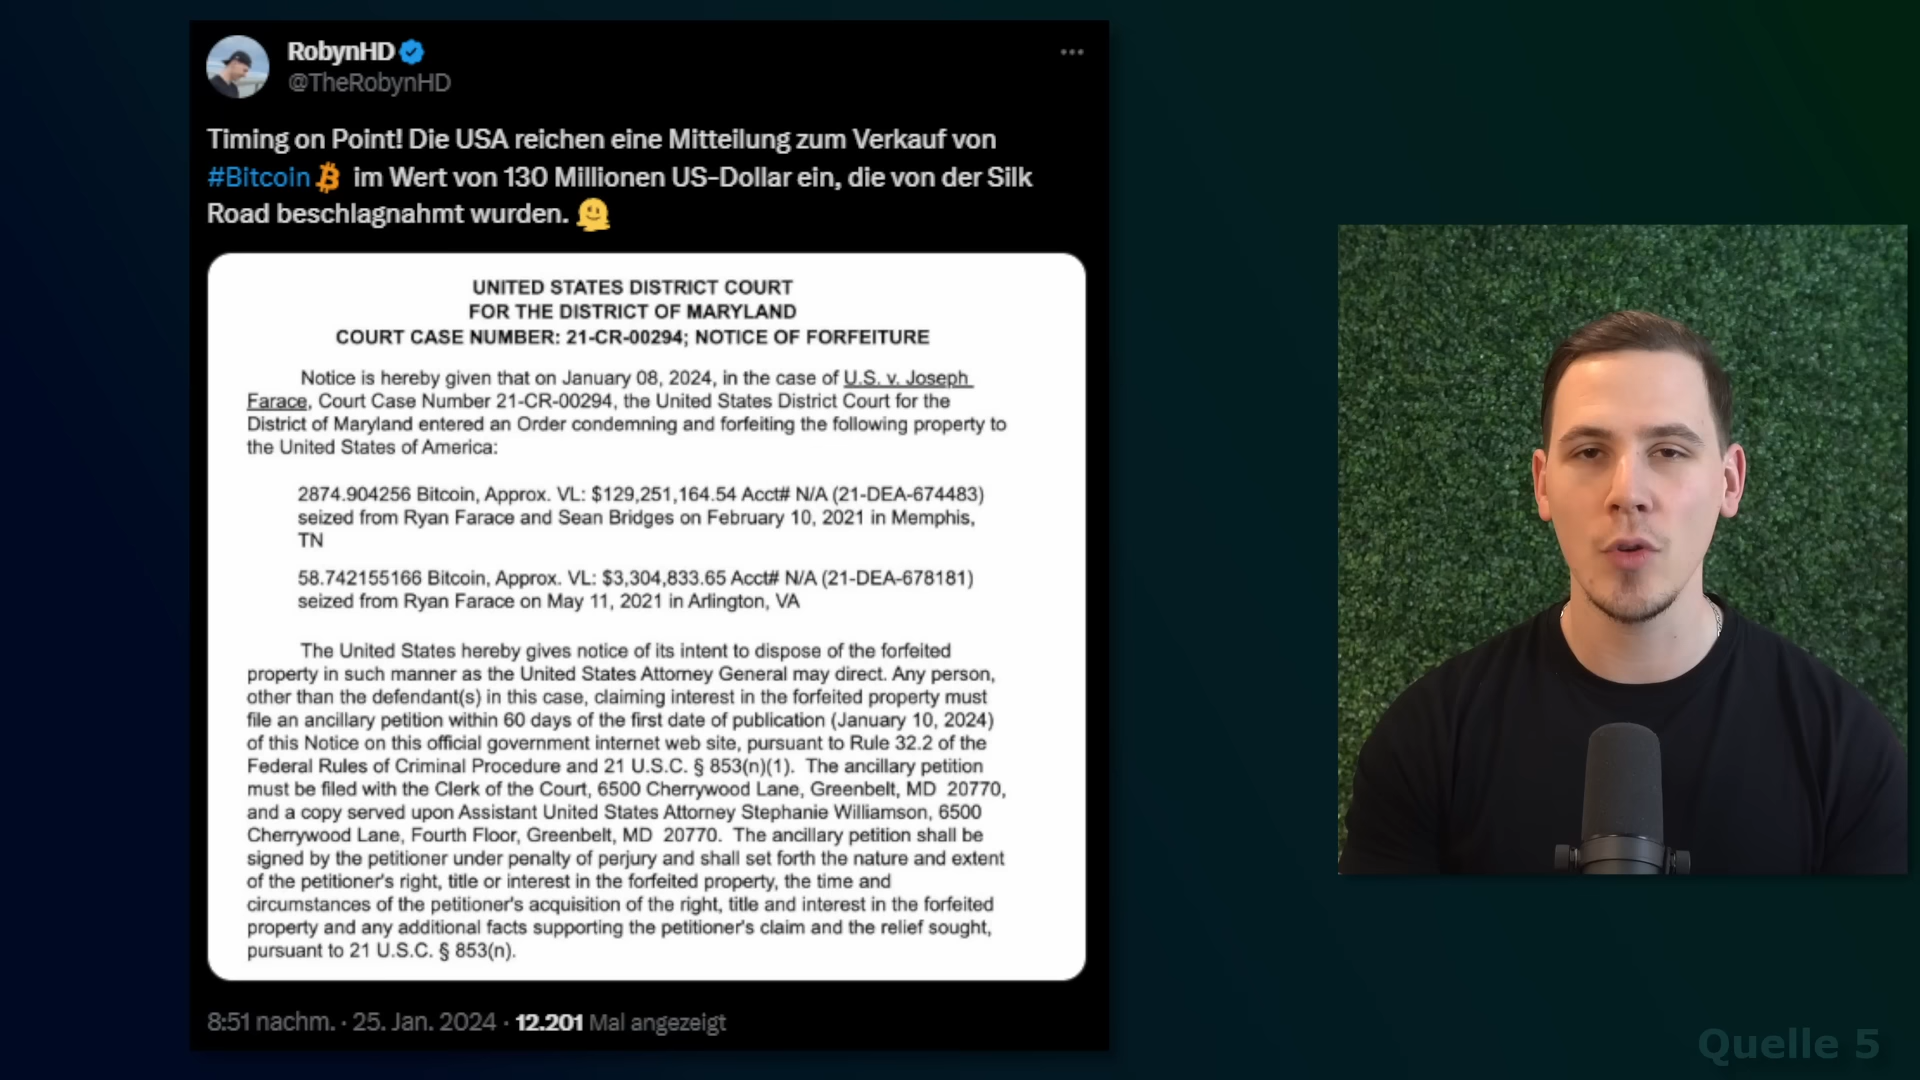 RobynHD
@TheRobynHD
Timing on Point! Die USA reichen eine Mitteilung zum Verkauf von
#Bitcoin im Wert von 130 Millionen US-Dollar ein, die von der Silk
Road beschlagnahmt wurden. 🫠
UNITED STATES DISTRICT COURT
FOR THE DISTRICT OF MARYLAND
COURT CASE NUMBER: 21-CR-00294; NOTICE OF FORFEITURE
Notice is hereby given that on January 08, 2024, in the case of U.S. v. Joseph
Farace, Court Case Number 21-CR-00294, the United States District Court for the
District of Maryland entered an Order condemning and forfeiting the following property to
the United States of America:
2874.904256 Bitcoin, Approx. VL: $129,251,164.54 Acct# N/A (21-DEA-674483)
seized from Ryan Farace and Sean Bridges on February 10, 2021 in Memphis,
TN
58.742155166 Bitcoin, Approx. VL: $3,304,833.65 Acct# N/A (21-DEA-678181)
seized from Ryan Farace on May 11, 2021 in Arlington, VA
The United States hereby gives notice of its intent to dispose of the forfeited
property in such manner as the United States Attorney General may direct. Any person,
other than the defendant(s) in this case, claiming interest in the forfeited property must
file an ancillary petition within 60 days of the first date of publication (January 10, 2024)
of this Notice on this official government internet web site, pursuant to Rule 32.2 of the
Federal Rules of Criminal Procedure and 21 U.S.C. § 853(n)(1). The ancillary petition
must be filed with the Clerk of the Court, 6500 Cherrywood Lane, Greenbelt, MD 20770,
and a copy served upon Assistant United States Attorney Stephanie Williamson, 6500
Cherrywood Lane, Fourth Floor, Greenbelt, MD 20770. The ancillary petition shall be
signed by the petitioner under penalty of perjury and shall set forth the nature and extent
of the petitioner's right, title or interest in the forfeited property, the time and
circumstances of the petitioner's acquisition of the right, title and interest in the forfeited
property and any additional facts supporting the petitioner's claim and the relief sought,
pursuant to 21 U.S.C. § 853(n).
8:51 nachm. · 25. Jan. 2024 · 12.201 Mal angezeigt
Quelle 5